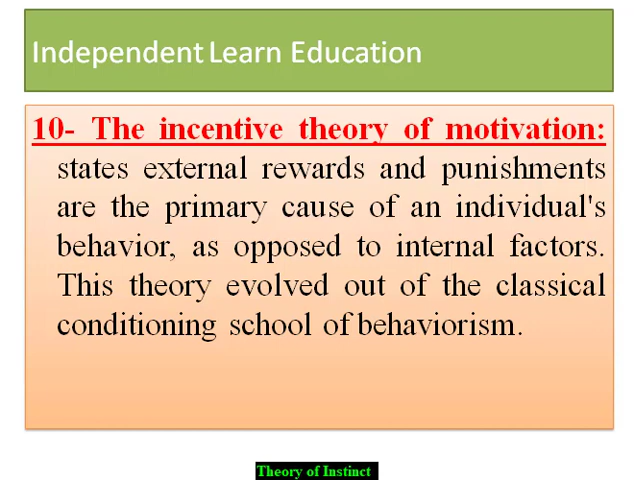 Independent Learn Education
10- The incentive theory of motivation:
states external rewards and punishments
are the primary cause of an individual's
behavior, as opposed to internal factors.
This theory evolved out of the classical
conditioning school of behaviorism.
Theory of Instinct